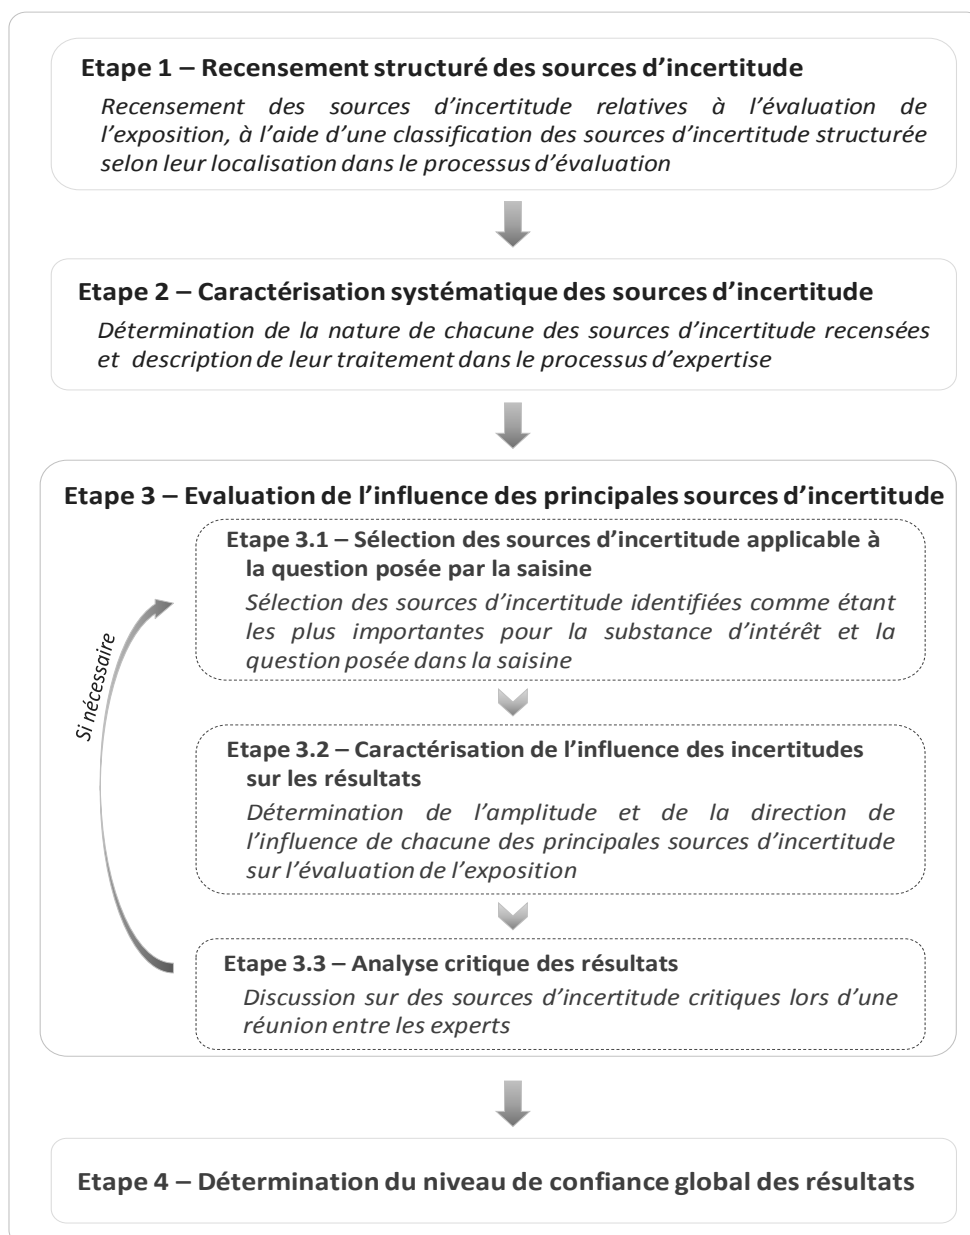 Etape 1 – Recensement structuré des sources d’incertitude
Recensement des sources d’incertitude relatives à l’évaluation de
l’exposition, à l’aide d’une classification des sources d’incertitude structurée
selon leur localisation dans le processus d’évaluation
Etape 2 – Caractérisation systématique des sources d’incertitude
Détermination de la nature de chacune des sources d’incertitude recensées
et description de leur traitement dans le processus d’expertise
Etape 3 – Evaluation de l’influence des principales sources d’incertitude
Etape 3.1 – Sélection des sources d’incertitude applicable à
la question posée par la saisine
Sélection des sources d’incertitude identifiées comme étant
les plus importantes pour la substance d’intérêt et la
question posée dans la saisine
Si nécessaire
Etape 3.2 – Caractérisation de l’influence des incertitudes
sur les résultats
Détermination de l’amplitude et de la direction de
l’influence de chacune des principales sources d’incertitude
sur l’évaluation de l’exposition
Etape 3.3 – Analyse critique des résultats
Discussion sur des sources d’incertitude critiques lors d’une
réunion entre les experts
Etape 4 – Détermination du niveau de confiance global des résultats